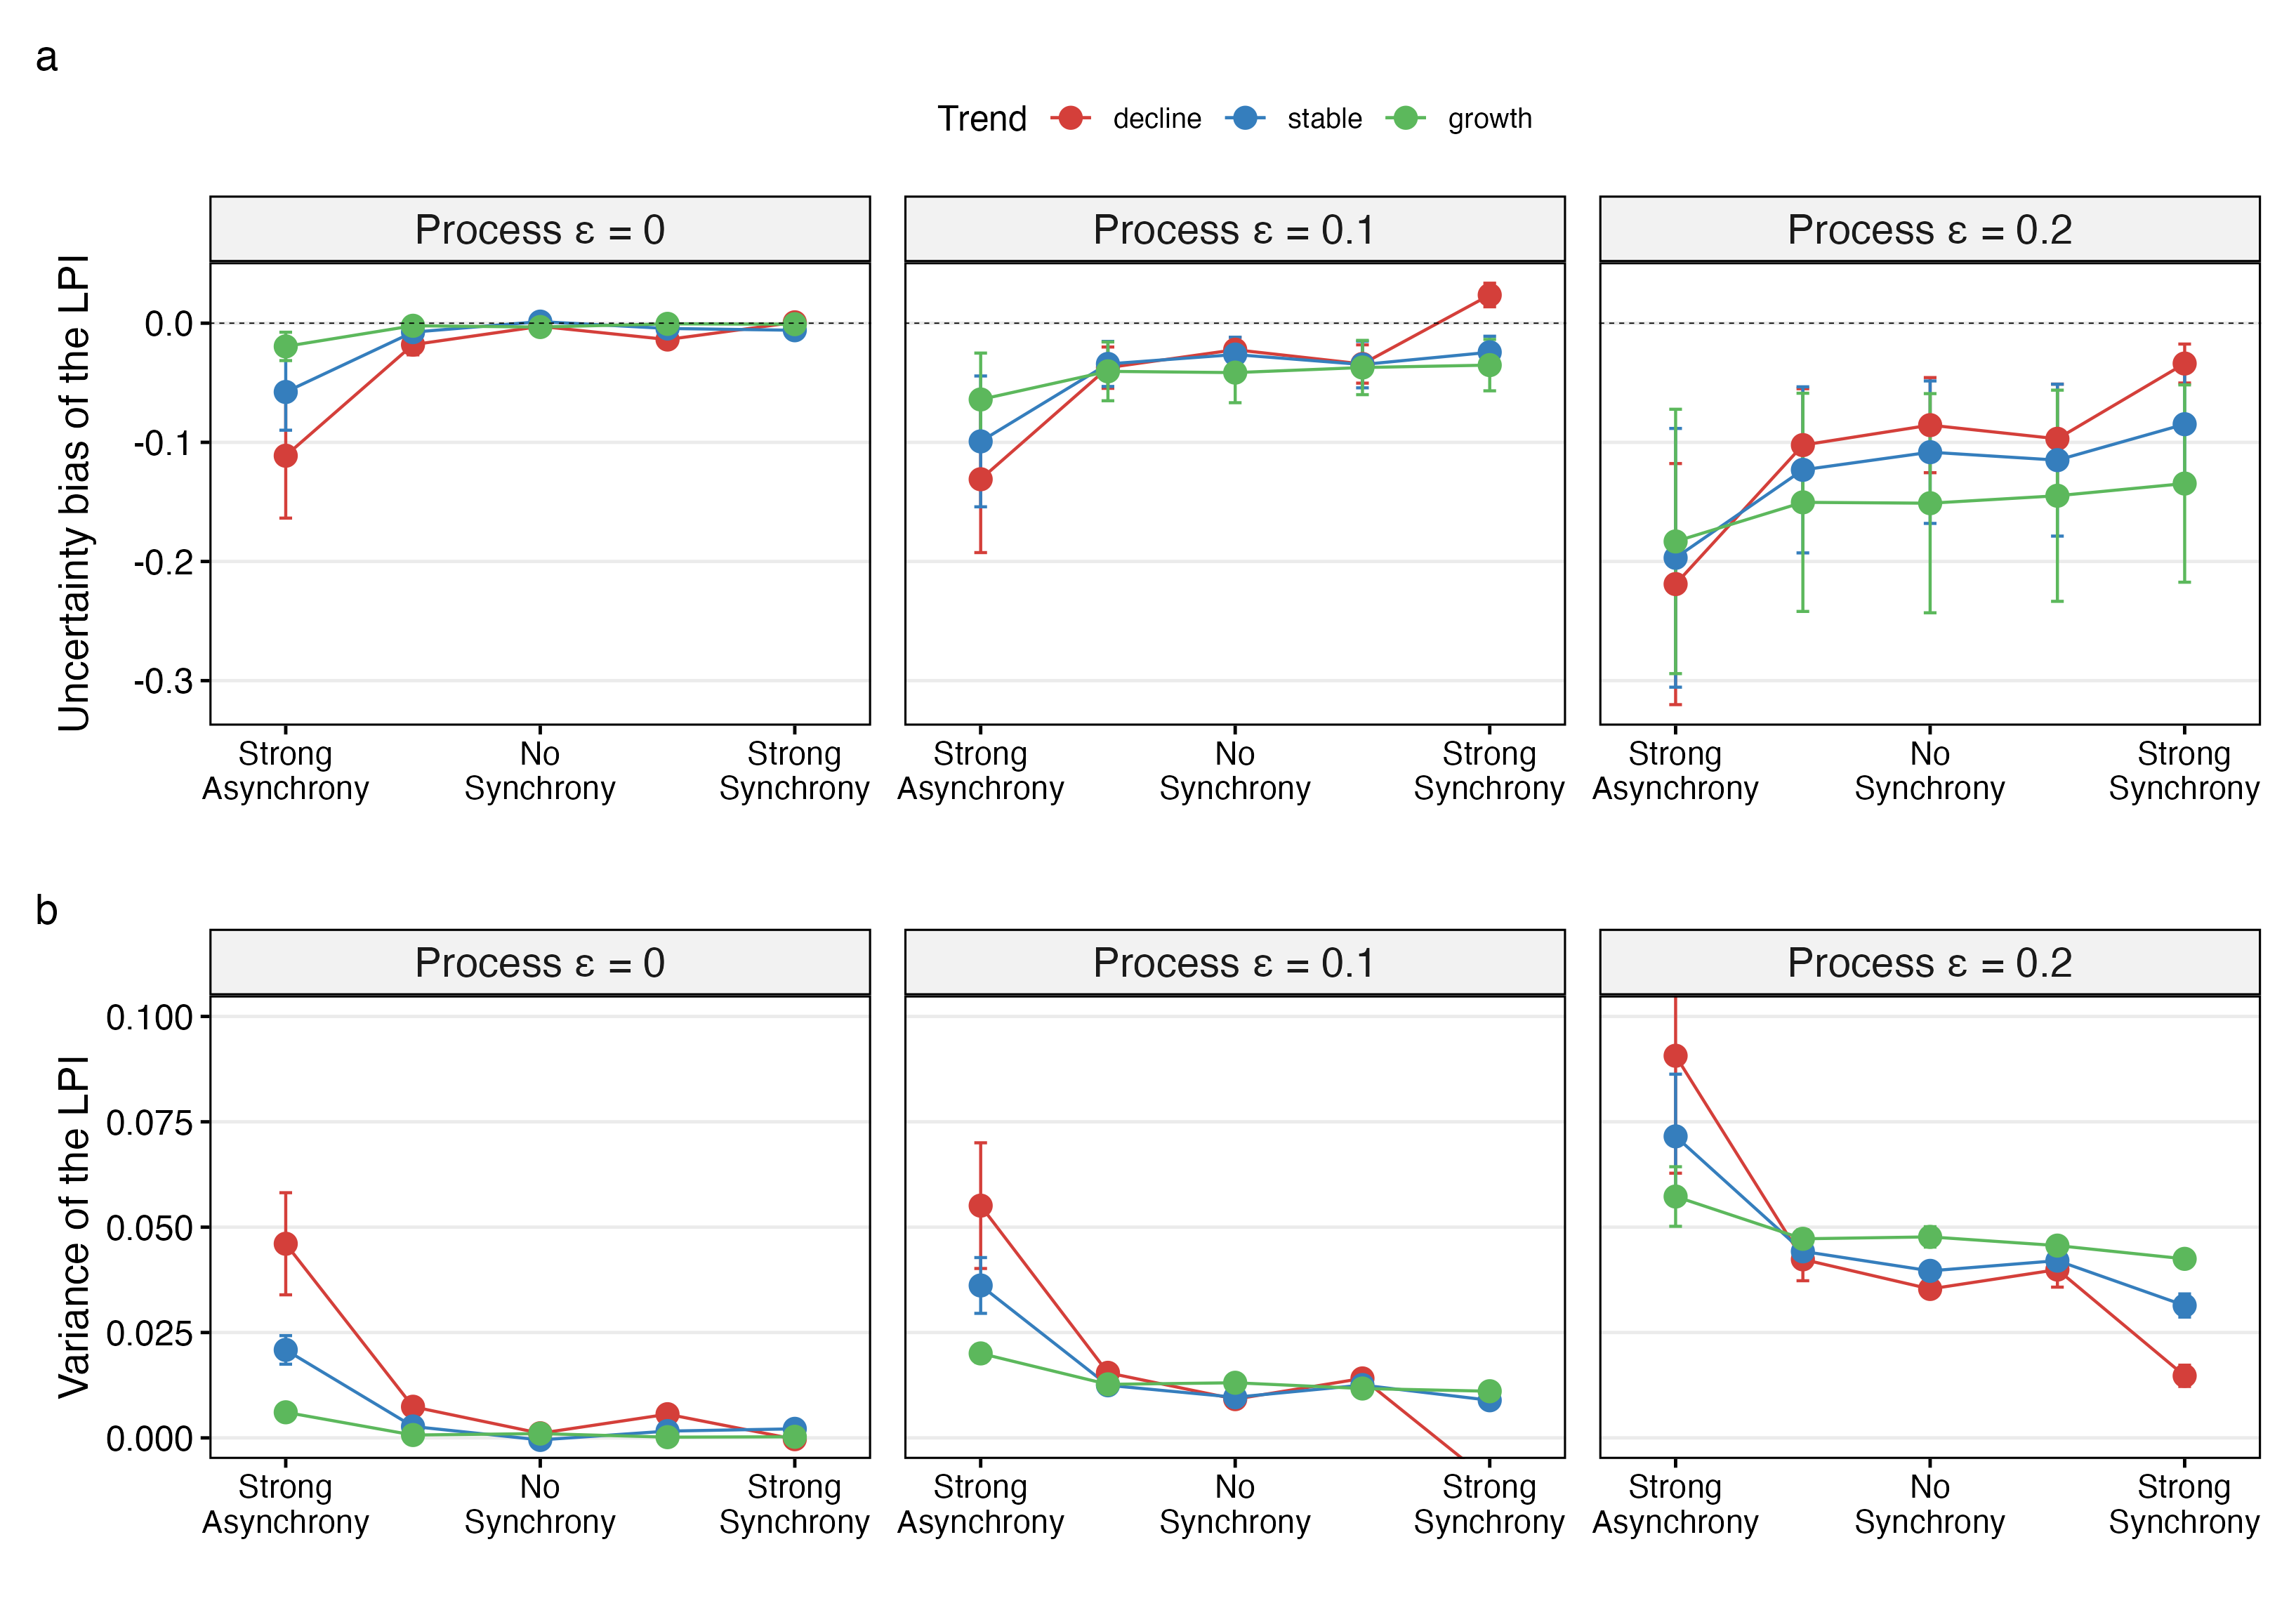 a
Trend decline stable growth
Process ε = 0
Process ε = 0.1
Process ε = 0.2
Uncertainty bias of the LPI
0.0
-0.1
-0.2
-0.3
Strong
Asynchrony
No
Synchrony
Strong
Synchrony
Strong
Asynchrony
No
Synchrony
Strong
Synchrony
Strong
Asynchrony
No
Synchrony
Strong
Synchrony
b
Process ε = 0
Process ε = 0.1
Process ε = 0.2
Variance of the LPI
0.100
0.075
0.050
0.025
0.000
Strong
Asynchrony
No
Synchrony
Strong
Synchrony
Strong
Asynchrony
No
Synchrony
Strong
Synchrony
Strong
Asynchrony
No
Synchrony
Strong
Synchrony